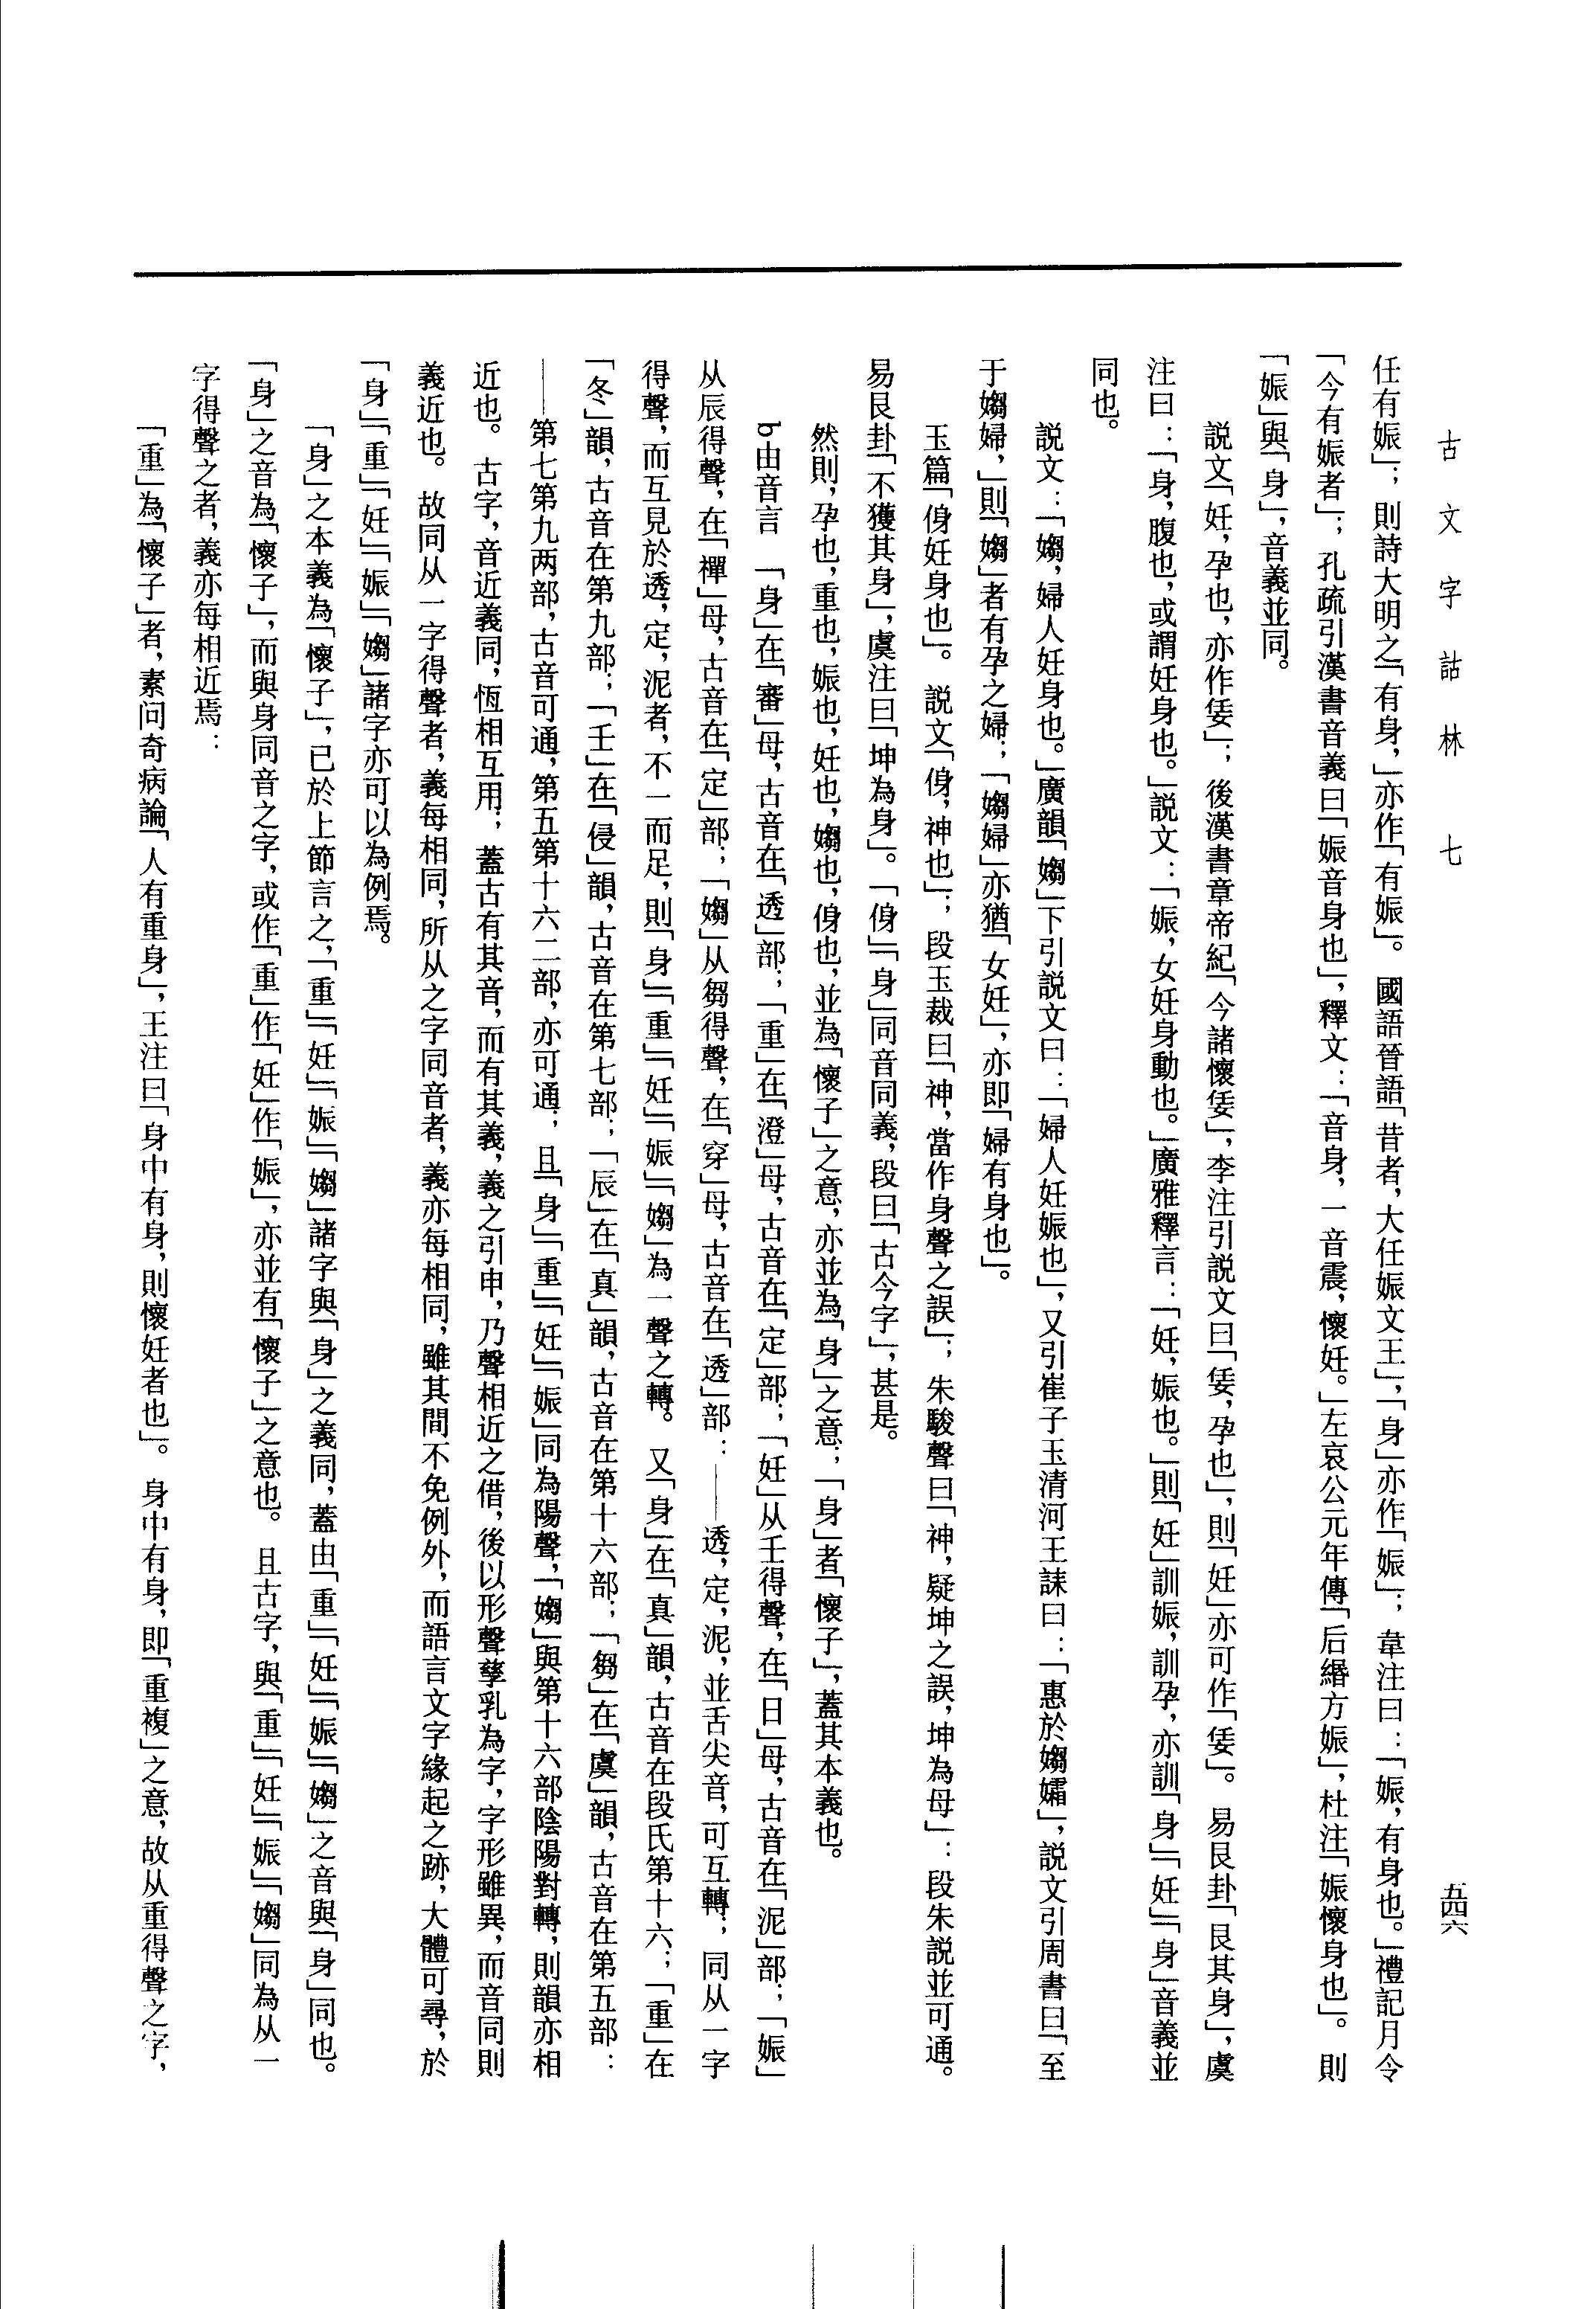 古文字詁林　七
五四六
任有娠」；則詩大明之「有身，」亦作「有娠」。國語晉語「昔者，大任娠文王」，「身」亦作「娠」；韋注曰：「娠，有身也。」禮記月令
「今有娠者」；孔疏引漢書音義曰「娠音身也」，釋文：「音身，一音震，懷妊。」左哀公元年傳「后緡方娠」，杜注「娠懷身也」。則
「娠」與「身」，音義並同。
説文「妊，孕也，亦作㚩」；後漢書章帝紀「今諸懷㚩」，李注引説文曰「㚩，孕也」，則「妊」亦可作「㚩」。易艮卦「艮其身」，虞
注曰：「身，腹也，或謂妊身也。」説文：「娠，女妊身動也。」廣雅釋言：「妊，娠也。」則「妊」訓娠，訓孕，亦訓「身」「妊」「身」音義並
同也。
説文：「媰，婦人妊身也。」廣韻「媰」下引説文曰：「婦人妊娠也」，又引崔子玉清河王誄曰：「惠於媰孀」，説文引周書曰「至
于媰婦，」則「媰」者有孕之婦；「媰婦」亦猶「女妊」，亦即「婦有身也」。
玉篇「㑗妊身也」。説文「㑗，神也」；段玉裁曰「神，當作身聲之誤」；朱駿聲曰「神，疑坤之誤，坤為母」：段朱説並可通。
易艮卦「不獲其身」，虞注曰「坤為身」。「㑗」「身」同音同義，段曰「古今字」，甚是。
然則，孕也，重也，娠也，妊也，媰也，㑗也，並為「懷子」之意，亦並為「身」之意；「身」者「懷子」，蓋其本義也。
b由音言　「身」在「審」母，古音在「透」部；「重」在「澄」母，古音在「定」部；「妊」从壬得聲，在「日」母，古音在「泥」部；「娠」
从辰得聲，在「禪」母，古音在「定」部；「媰」从芻得聲，在「穿」母，古音在「透」部：——透，定，泥，並舌尖音，可互轉；同从一字
得聲，而互見於透，定，泥者，不一而足，則「身」「重」「妊」「娠」「媰」為一聲之轉。又「身」在「真」韻，古音在段氏第十六；「重」在
「冬」韻，古音在第九部；「壬」在「侵」韻，古音在第七部；「辰」在「真」韻，古音在第十六部；「芻」在「虞」韻，古音在第五部：
——第七第九两部，古音可通，第五第十六二部，亦可通；且「身」「重」「妊」「娠」同為陽聲，「媰」與第十六部陰陽對轉，則韻亦相
近也。古字，音近義同，恆相互用；蓋古有其音，而有其義，義之引申，乃聲相近之借，後以形聲孳乳為字，字形雖異，而音同則
義近也。故同从一字得聲者，義每相同，所从之字同音者，義亦每相同，雖其間不免例外，而語言文字緣起之跡，大體可尋，於
「身」「重」「妊」「娠」「媰」諸字亦可以為例焉。
「身」之本義為「懷子」，已於上節言之，「重」「妊」「娠」「媰」諸字與「身」之義同，蓋由「重」「妊」「娠」「媰」之音與「身」同也。
「身」之音為「懷子」，而與身同音之字，或作「重」作「妊」作「娠」，亦並有「懷子」之意也。且古字，與「重」「妊」「娠」「媰」同為从一
字得聲之者，義亦每相近焉：
「重」為「懷子」者，素问奇病論「人有重身」，王注曰「身中有身，則懷妊者也」。身中有身，即「重複」之意，故从重得聲之字，